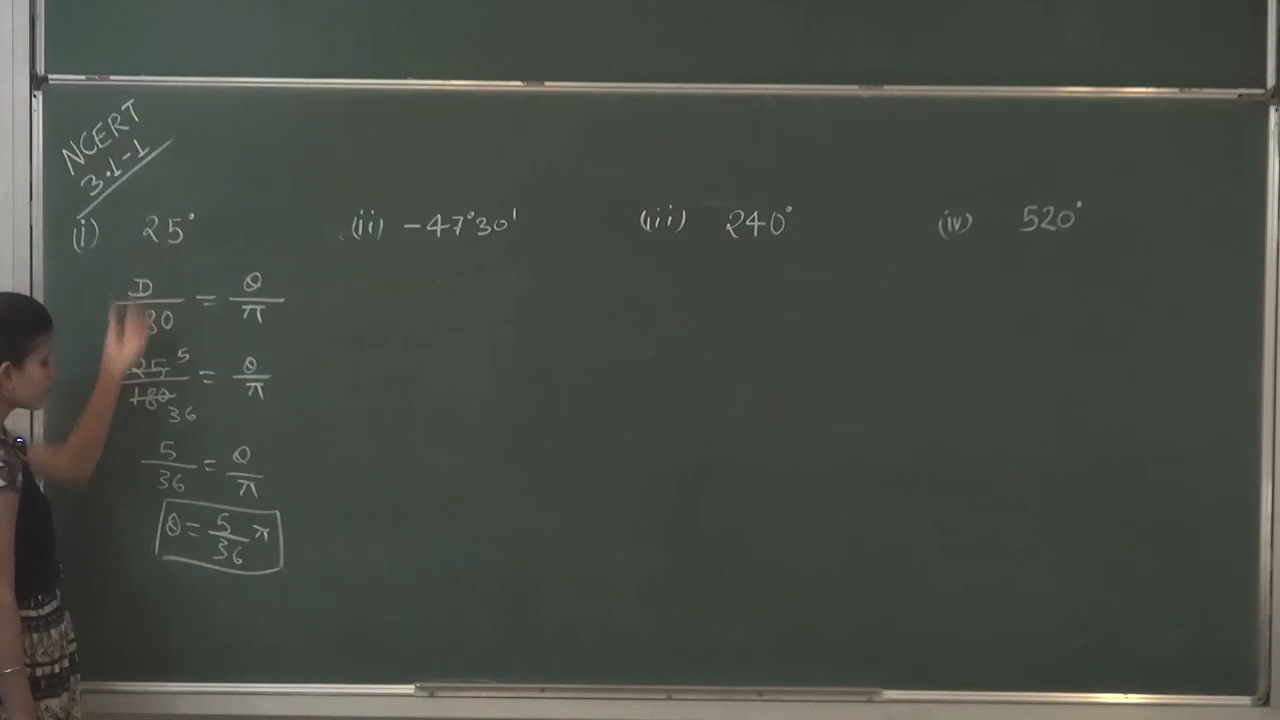 NCERT
3.1-1
(i) 25° (ii) -47°30' (iii) 240° (iv) 520°
D/180 = θ/π
25 5/180 36 = θ/π
5/36 = θ/π
θ = 5/36 π